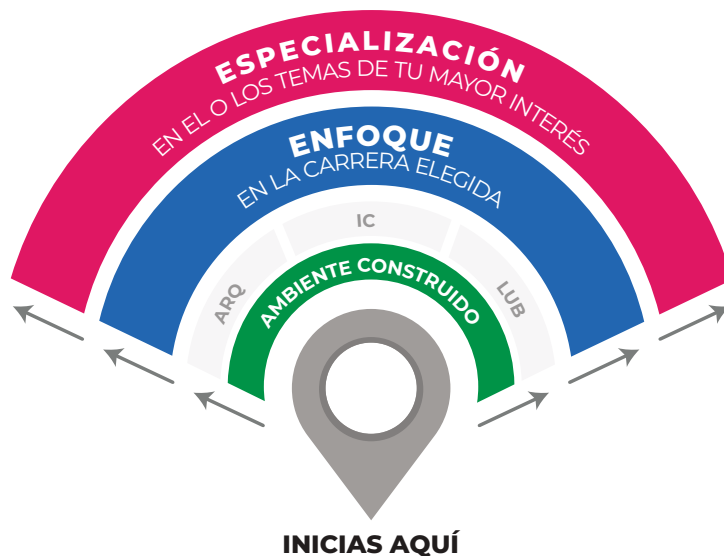 ESPECIALIZACIÓN
EN EL O LOS TEMAS DE TU MAYOR INTERÉS
ENFOQUE
EN LA CARRERA ELEGIDA
IC
ARQ
LUB
AMBIENTE CONSTRUIDO
INICIAS AQUÍ